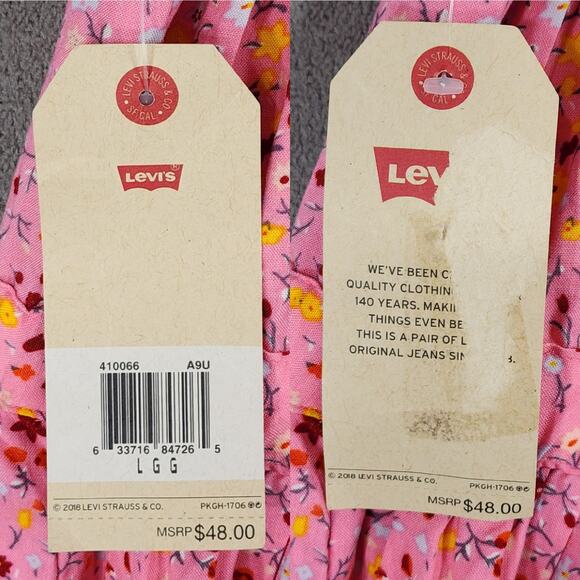 LEVI STRAUSS & CO
SF, CAL
Levi's®
410066 A9U
6 33716 84726 5
L G G
© 2018 LEVI STRAUSS & CO. PKGH-1706
MSRP $48.00
LEVI STRAUSS & CO
SF, CAL
Lev
WE'VE BEEN C
QUALITY CLOTHING
140 YEARS. MAKI
THINGS EVEN BE
THIS IS A PAIR OF L
ORIGINAL JEANS SIN
© 2018 LEVI STRAUSS & CO. PKGH-1706
MSRP $48.00